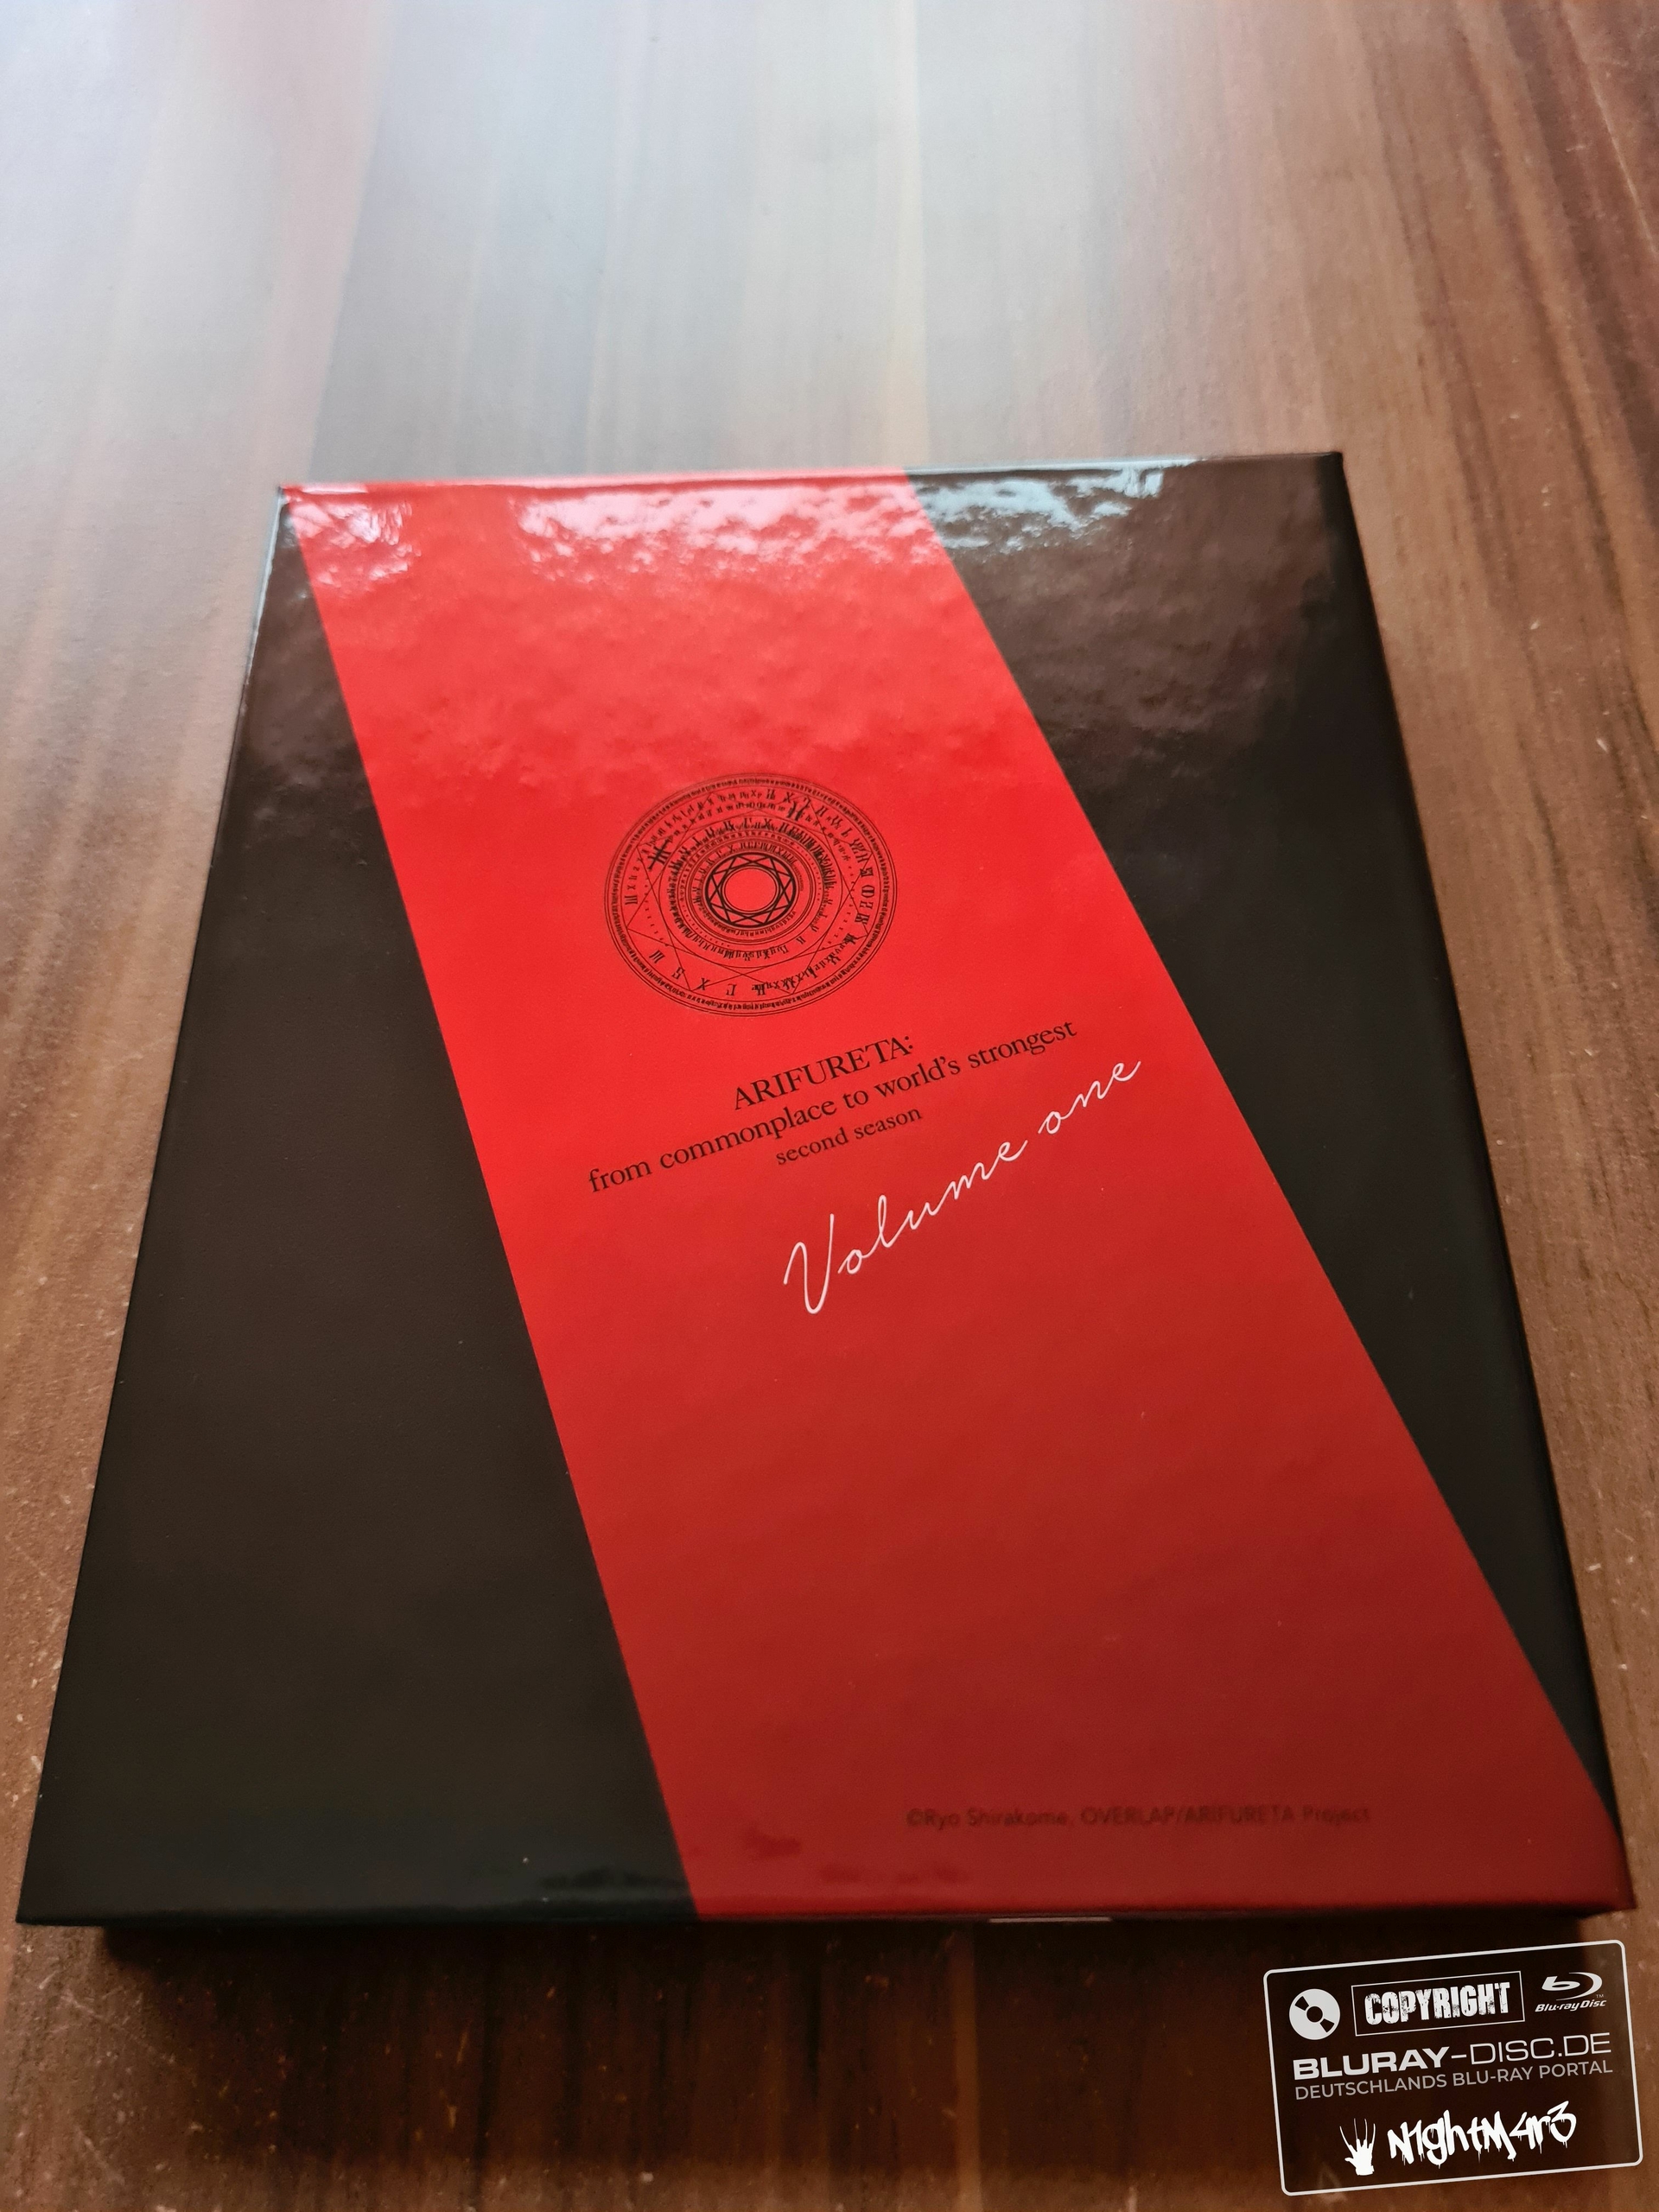 ARIFURETA:
from commonplace to world's strongest
second season
Volume one
©Ryo Shirakome, OVERLAP/ARIFURETA Project
COPYRIGHT
Blu-ray Disc™
BLURAY-DISC.DE
DEUTSCHLANDS BLU-RAY PORTAL
N1ghtM4r3